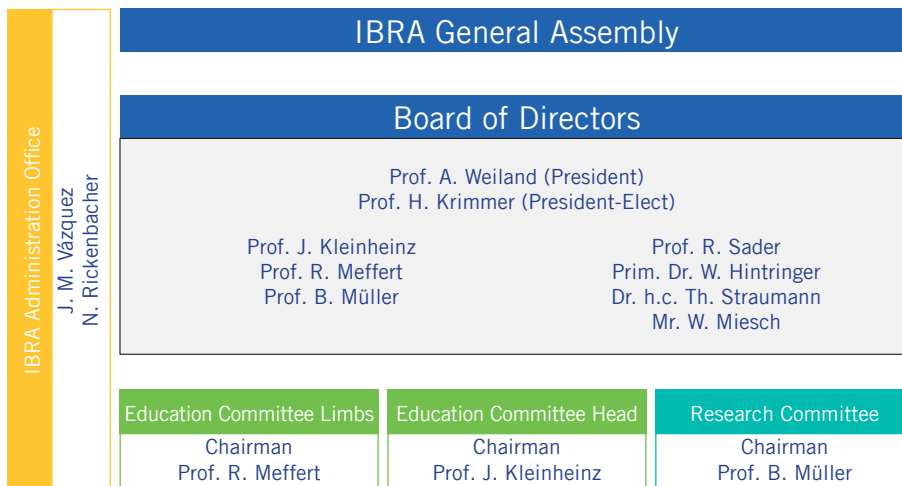 IBRA Administration Office
J. M. Vázquez
N. Rickenbacher
IBRA General Assembly
Board of Directors
Prof. A. Weiland (President)
Prof. H. Krimmer (President-Elect)
Prof. J. Kleinheinz
Prof. R. Meffert
Prof. B. Müller
Prof. R. Sader
Prim. Dr. W. Hintringer
Dr. h.c. Th. Straumann
Mr. W. Miesch
Education Committee Limbs
Chairman
Prof. R. Meffert
Education Committee Head
Chairman
Prof. J. Kleinheinz
Research Committee
Chairman
Prof. B. Müller